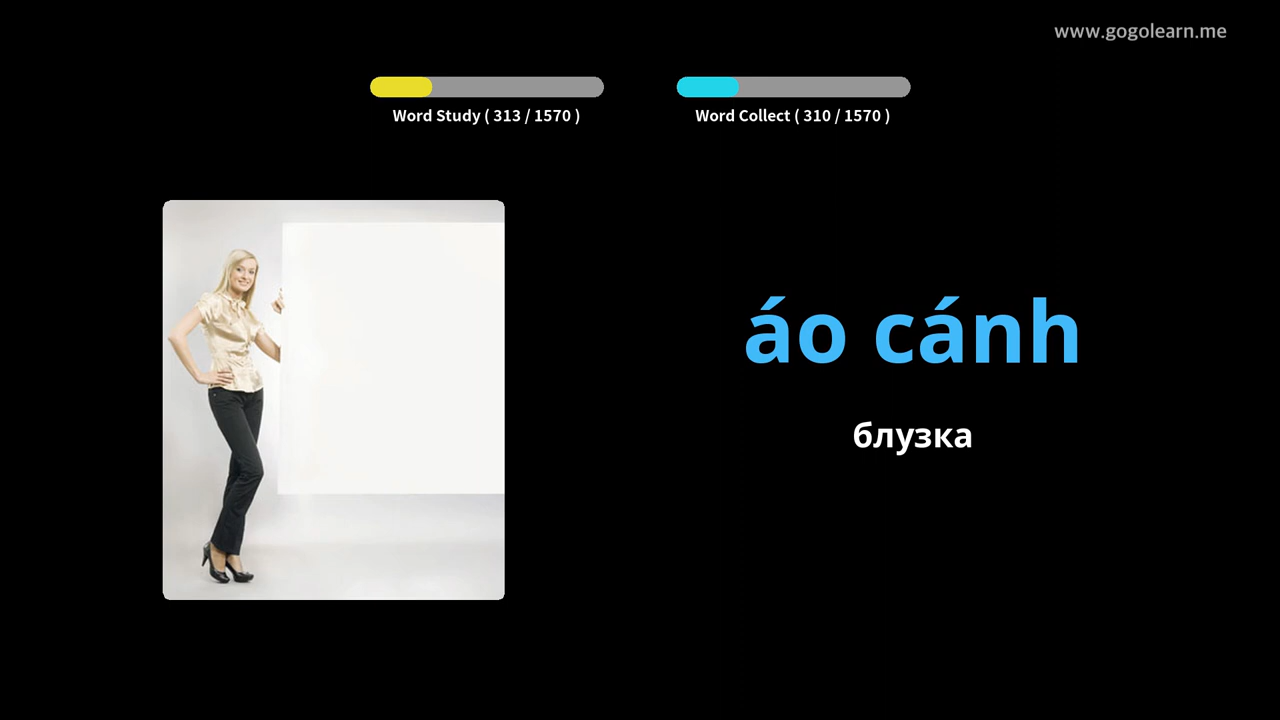 www.gogolearn.me
Word Study ( 313 / 1570 )
Word Collect ( 310 / 1570 )
áo cánh
блузка